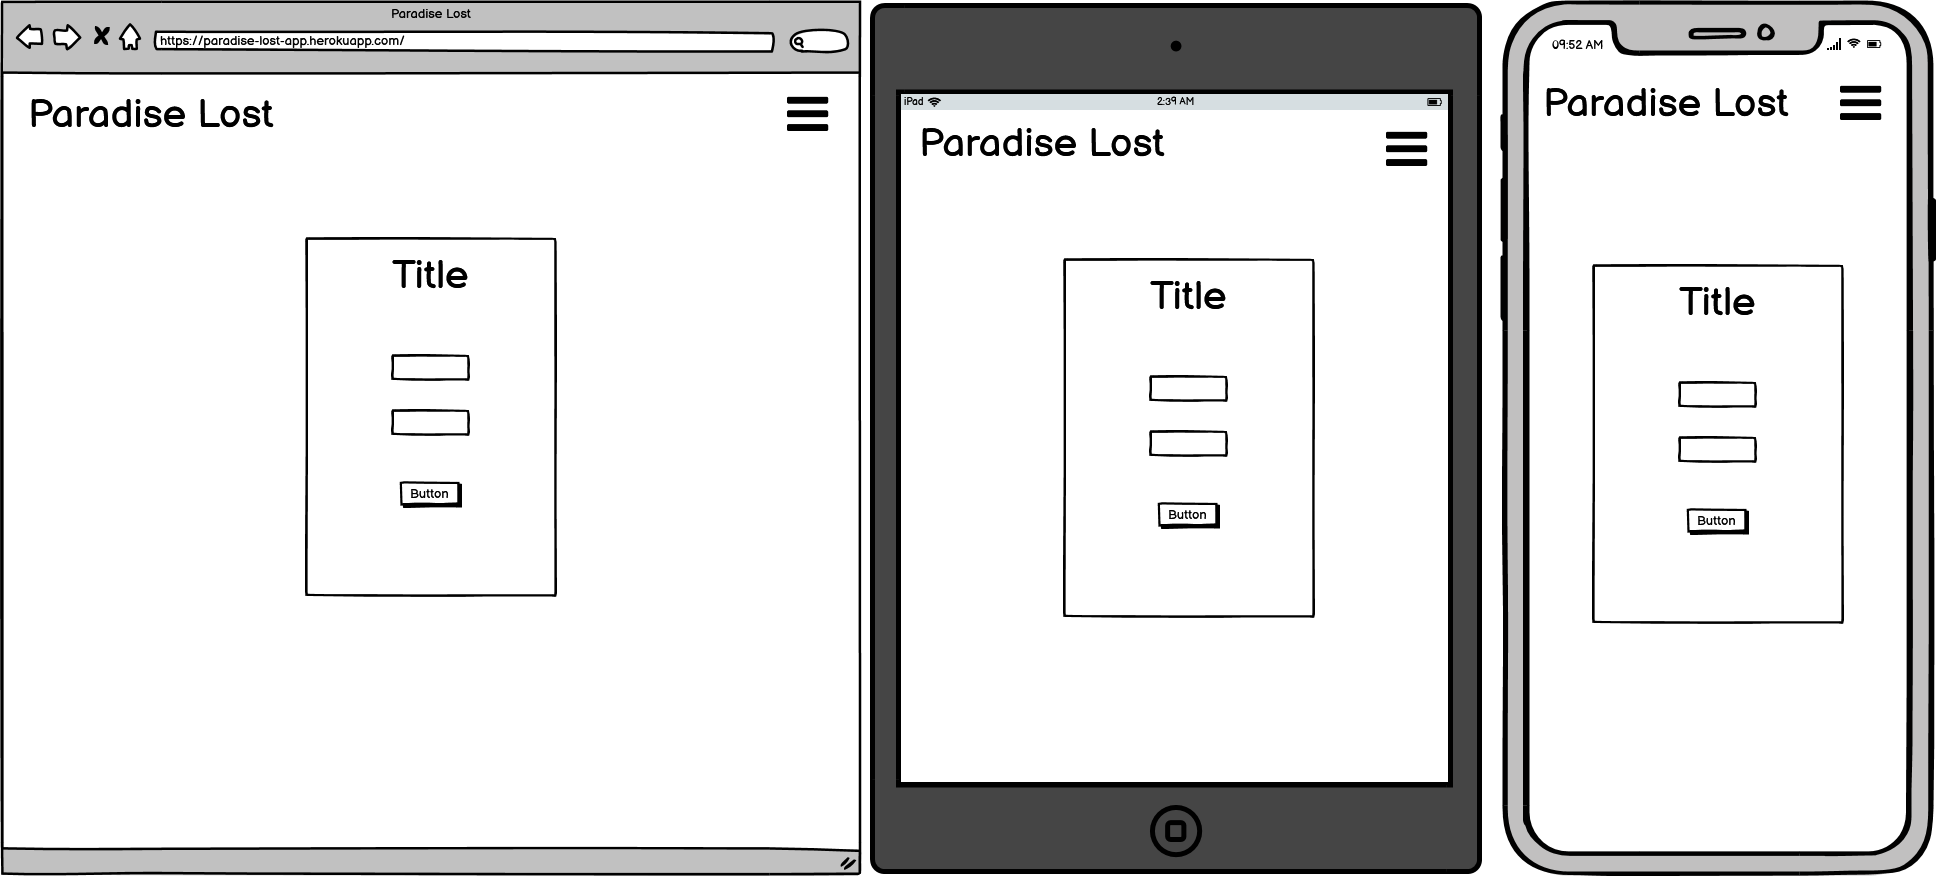 Paradise Lost
https://paradise-lost-app.herokuapp.com/
Paradise Lost
Title
Button
iPad
2:39 AM
Paradise Lost
Title
Button
09:52 AM
Paradise Lost
Title
Button